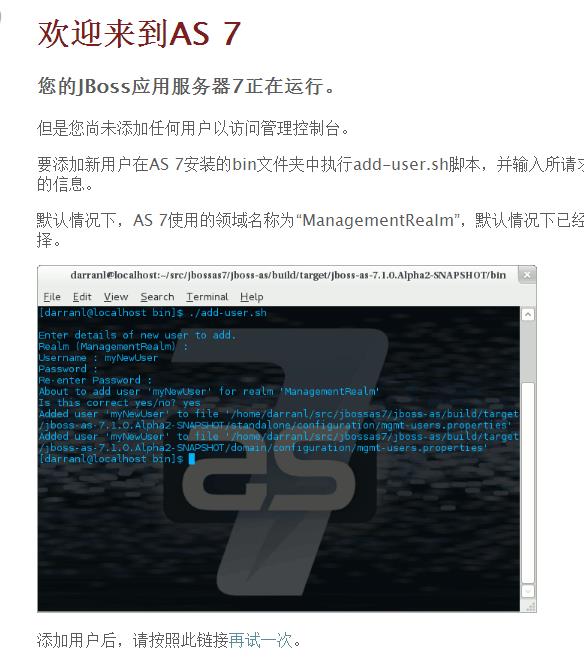 欢迎来到AS 7
您的JBoss应用服务器7正在运行。
但是您尚未添加任何用户以访问管理控制台。
要添加新用户在AS 7安装的bin文件夹中执行add-user.sh脚本，并输入所请求
的信息。
默认情况下，AS 7使用的领域名称为“ManagementRealm”，默认情况下已经
择。
darranl@localhost:~/src/jbossas7/jboss-as/build/target/jboss-as-7.1.0.Alpha2-SNAPSHOT/bin
File Edit View Search Terminal Help
[darranl@localhost bin]$ ./add-user.sh
Enter details of new user to add.
Realm (ManagementRealm) :
Username : myNewUser
Password :
Re-enter Password :
About to add user 'myNewUser' for realm 'ManagementRealm'
Is this correct yes/no? yes
Added user 'myNewUser' to file '/home/darranl/src/jbossas7/jboss-as/build/target
/jboss-as-7.1.0.Alpha2-SNAPSHOT/standalone/configuration/mgmt-users.properties'
Added user 'myNewUser' to file '/home/darranl/src/jbossas7/jboss-as/build/target
/jboss-as-7.1.0.Alpha2-SNAPSHOT/domain/configuration/mgmt-users.properties'
[darranl@localhost bin]$
as
7
添加用户后，请按照此链接再试一次。